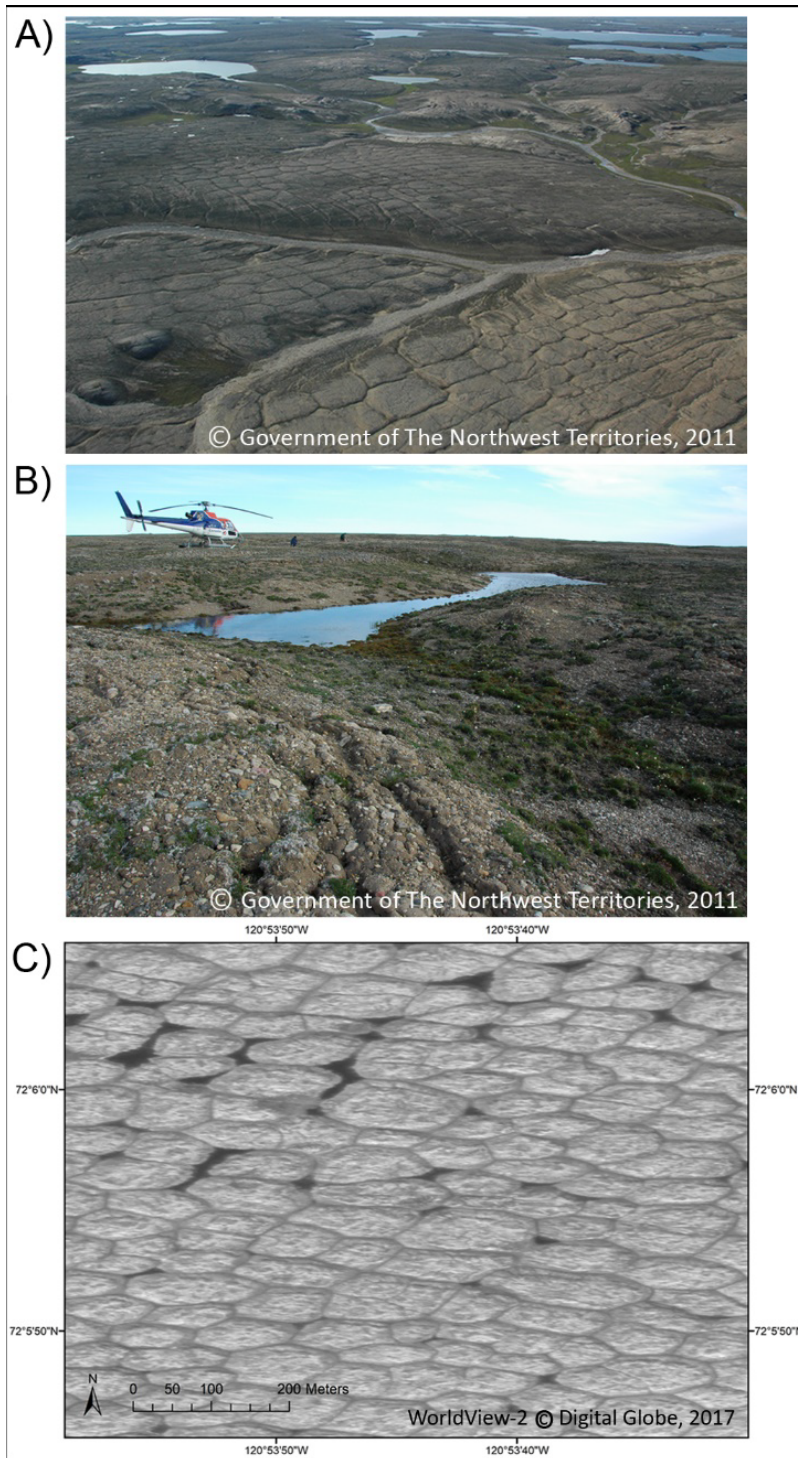 A)
© Government of The Northwest Territories, 2011
B)
© Government of The Northwest Territories, 2011
120°53'50"W 120°53'40"W
C)
72°6'0"N 72°6'0"N
72°5'50"N 72°5'50"N
N
0 50 100 200 Meters
WorldView-2 © Digital Globe, 2017
120°53'50"W 120°53'40"W